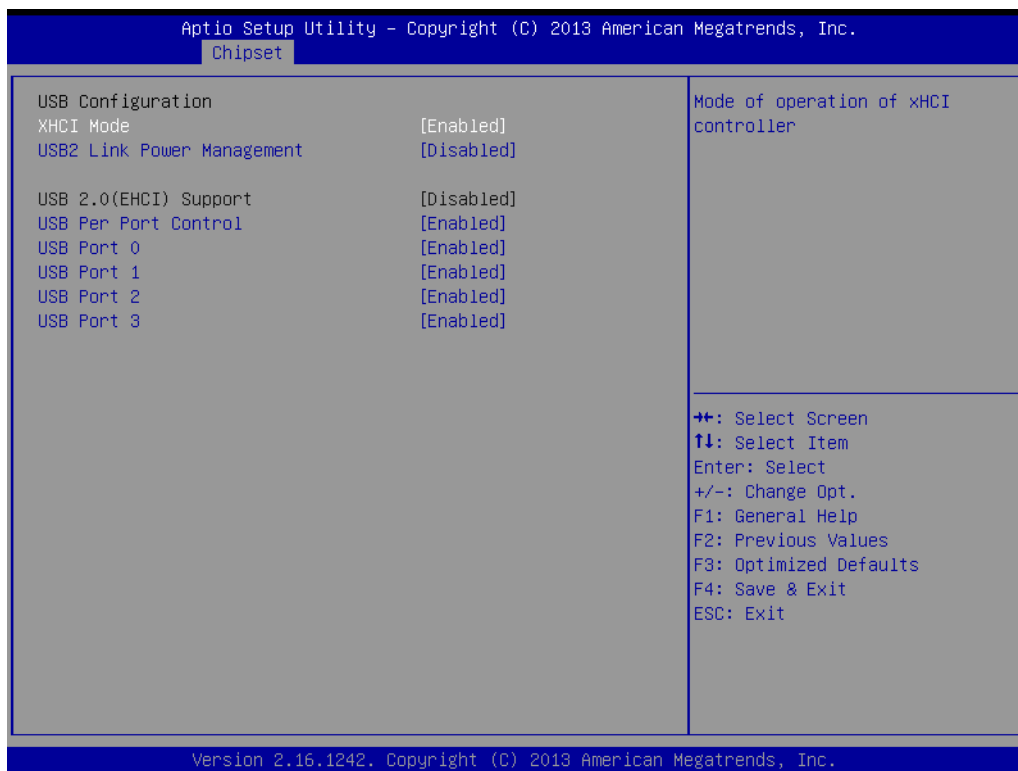 Aptio Setup Utility – Copyright (C) 2013 American Megatrends, Inc.
Chipset
USB Configuration
XHCI Mode [Enabled]
USB2 Link Power Management [Disabled]
USB 2.0(EHCI) Support [Disabled]
USB Per Port Control [Enabled]
USB Port 0 [Enabled]
USB Port 1 [Enabled]
USB Port 2 [Enabled]
USB Port 3 [Enabled]
Mode of operation of xHCI
controller
→←: Select Screen
↑↓: Select Item
Enter: Select
+/-: Change Opt.
F1: General Help
F2: Previous Values
F3: Optimized Defaults
F4: Save & Exit
ESC: Exit
Version 2.16.1242. Copyright (C) 2013 American Megatrends, Inc.